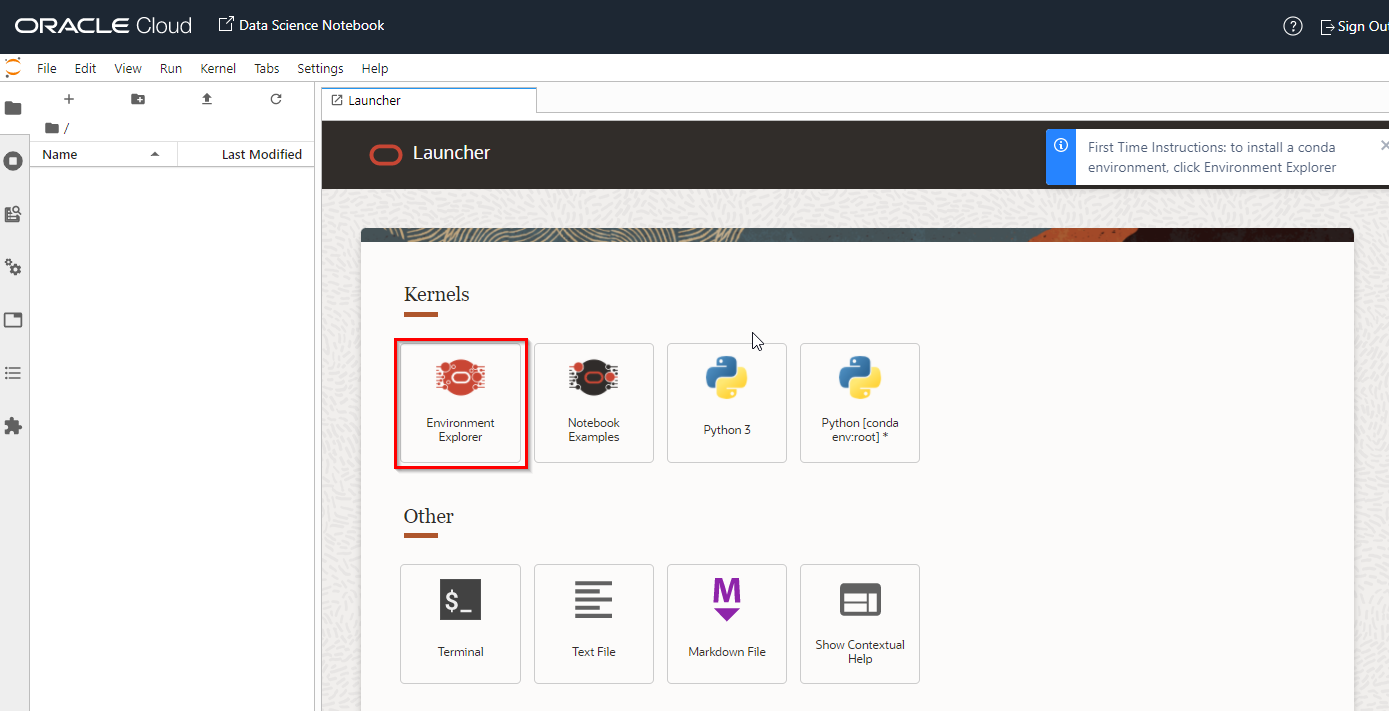 ORACLE Cloud Data Science Notebook Sign Out
File Edit View Run Kernel Tabs Settings Help
Launcher
/
Name Last Modified
Launcher
First Time Instructions: to install a conda
environment, click Environment Explorer
Kernels
Environment
Explorer
Notebook
Examples
Python 3
Python [conda
env:root] *
Other
$_
Terminal
Text File
M
Markdown File
Show Contextual
Help